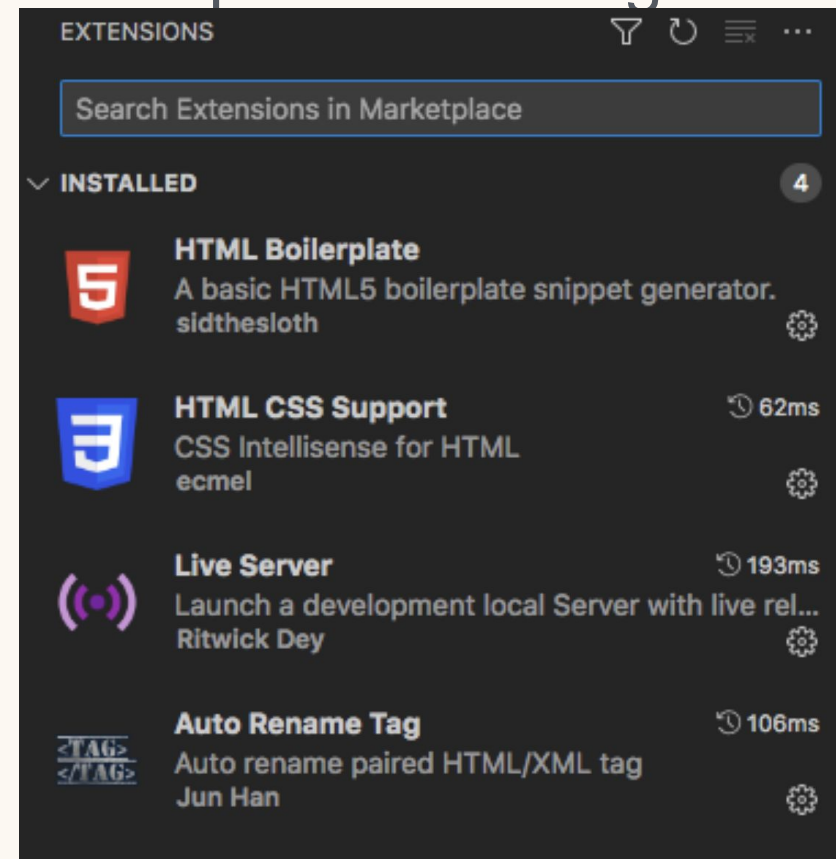 EXTENSIONS
Search Extensions in Marketplace
INSTALLED 4
HTML Boilerplate
A basic HTML5 boilerplate snippet generator.
sidthesloth
HTML CSS Support 62ms
CSS Intellisense for HTML
ecmel
Live Server 193ms
Launch a development local Server with live rel...
Ritwick Dey
<TAG>
</TAG>
Auto Rename Tag 106ms
Auto rename paired HTML/XML tag
Jun Han